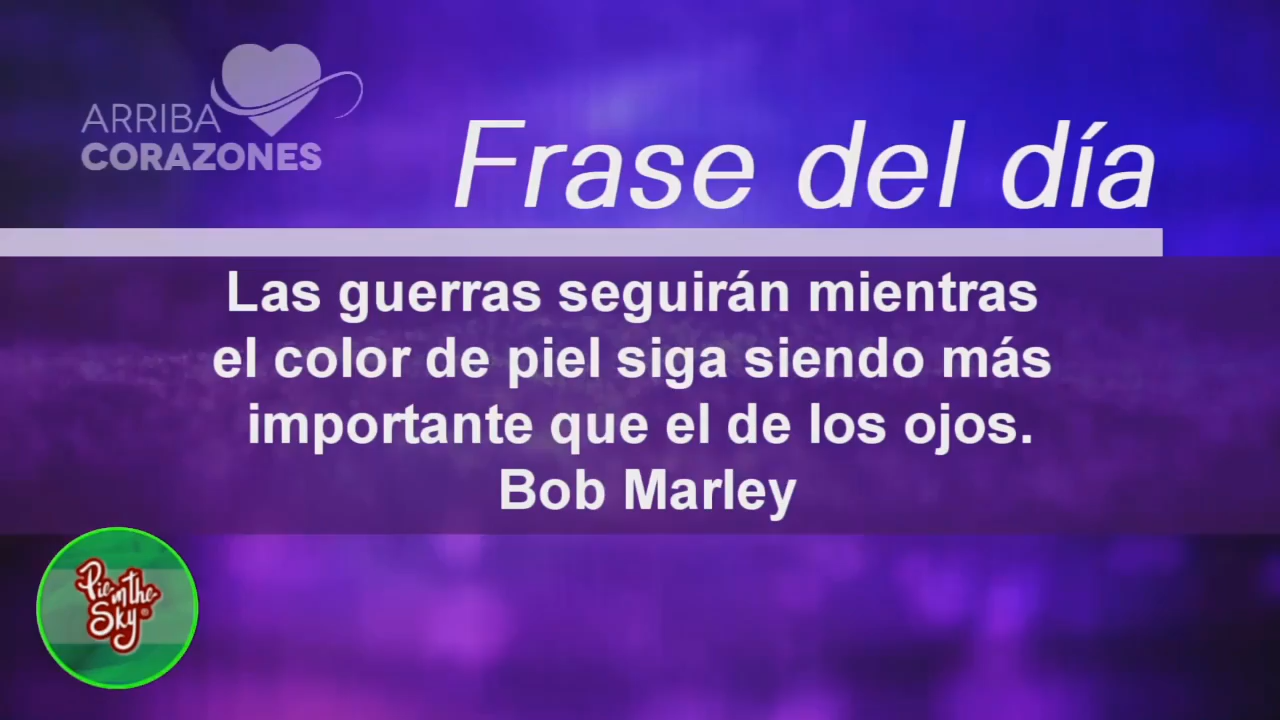 ARRIBA
CORAZONES
Frase del día
Las guerras seguirán mientras
el color de piel siga siendo más
importante que el de los ojos.
Bob Marley
Pie in the
Sky